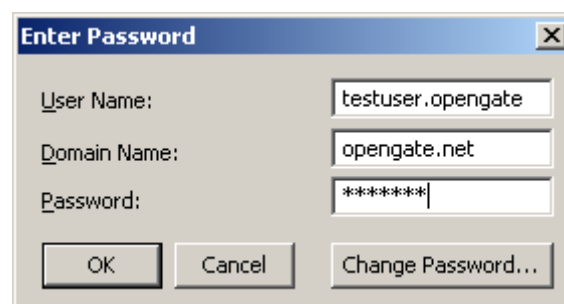 Enter Password
User Name: testuser.opengate
Domain Name: opengate.net
Password: *******
OK Cancel Change Password...